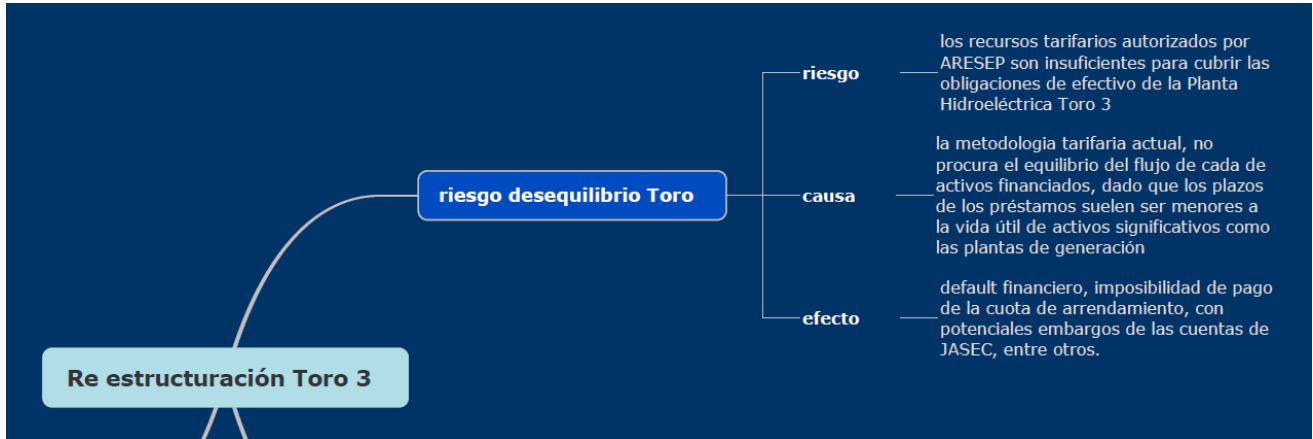 los recursos tarifarios autorizados por
riesgo
ARESEP son insuficientes para cubrir las
obligaciones de efectivo de la Planta
Hidroeléctrica Toro 3
la metodologia tarifaria actual, no
procura el equilibrio del flujo de cada de
riesgo desequilibrio Toro
causa
activos financiados, dado que los plazos
de los préstamos suelen ser menores a
la vida útil de activos significativos como
las plantas de generación
default financiero, imposibilidad de pago
efecto
de la cuota de arrendamiento, con
potenciales embargos de las cuentas de
JASEC, entre otros.
Re estructuración Toro 3